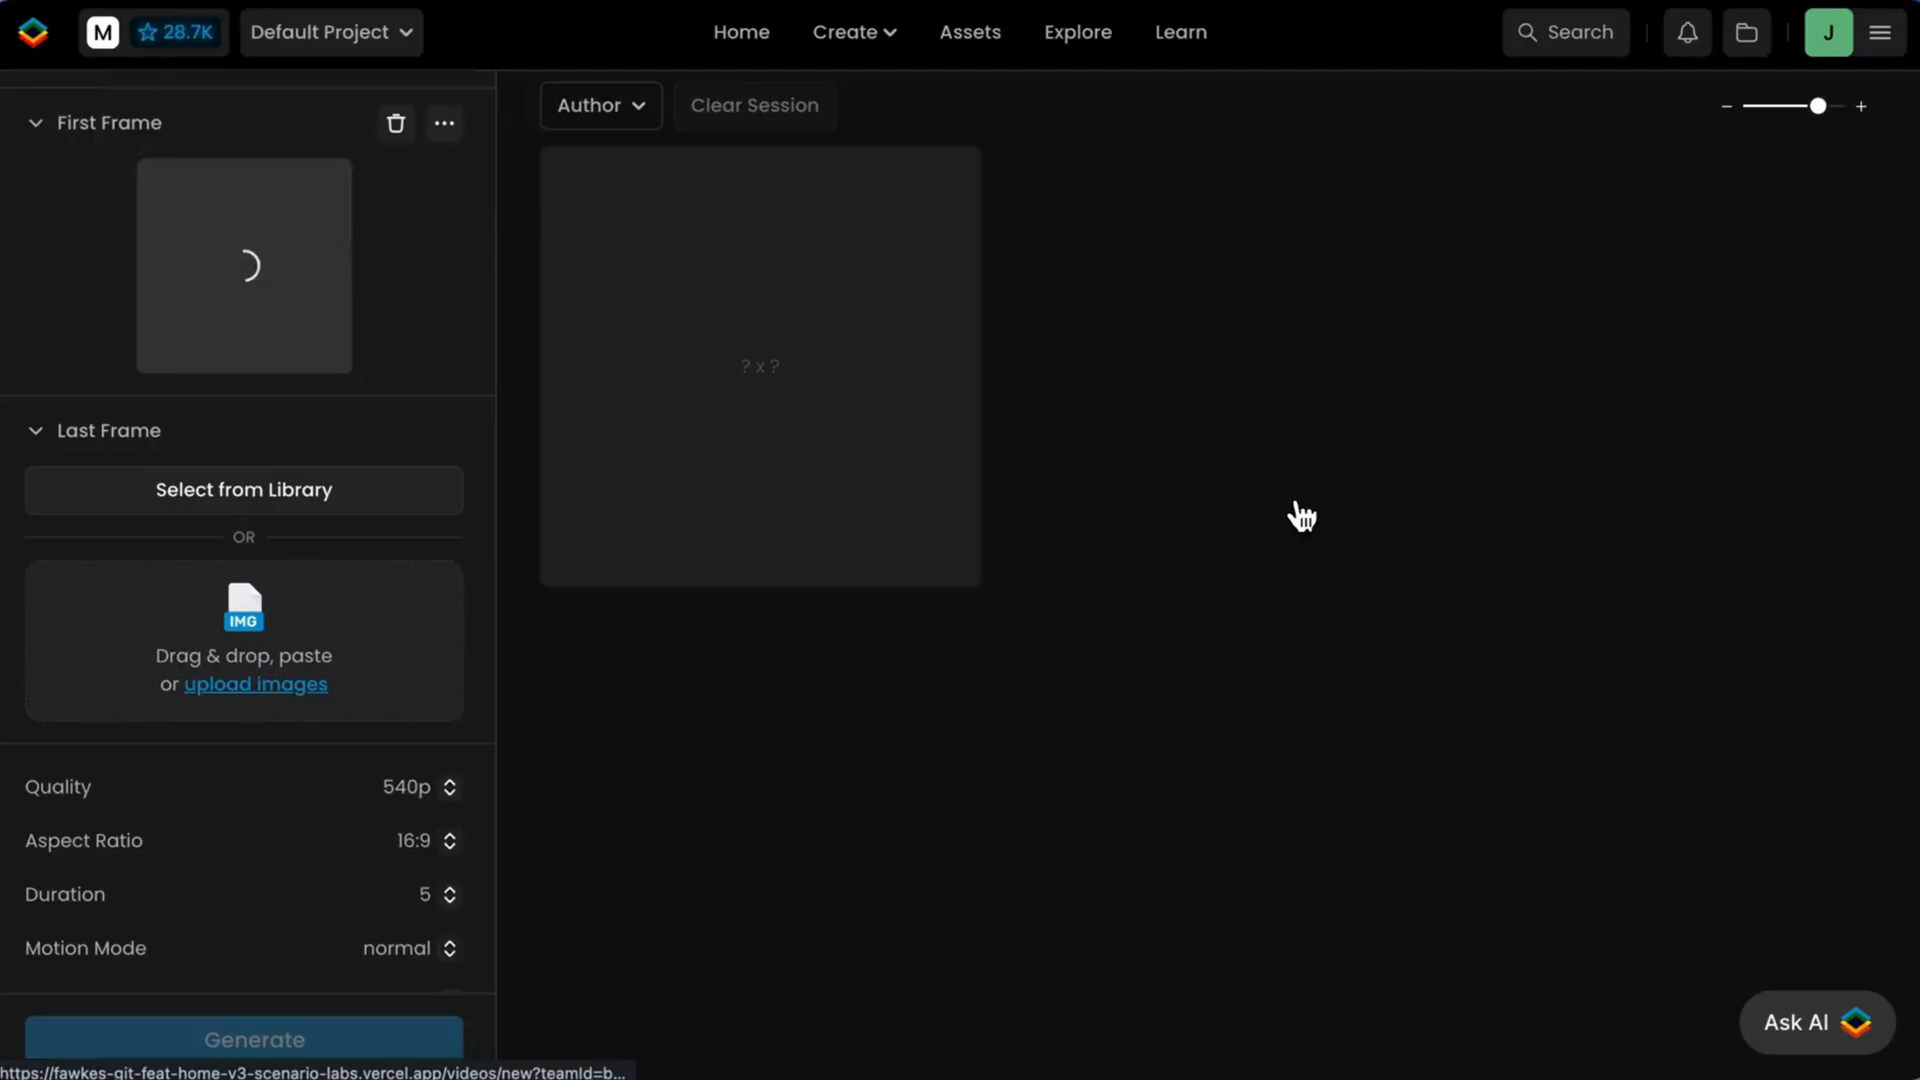 M 28.7K Default Project Home Create Assets Explore Learn Search J
First Frame
Author Clear Session
? x ?
Last Frame
Select from Library
OR
IMG
Drag & drop, paste
or upload images
Quality 540p
Aspect Ratio 16:9
Duration 5
Motion Mode normal
Generate
Ask AI
https://fawkes-git-feat-home-v3-scenario-labs.vercel.app/videos/new?teamId=b...